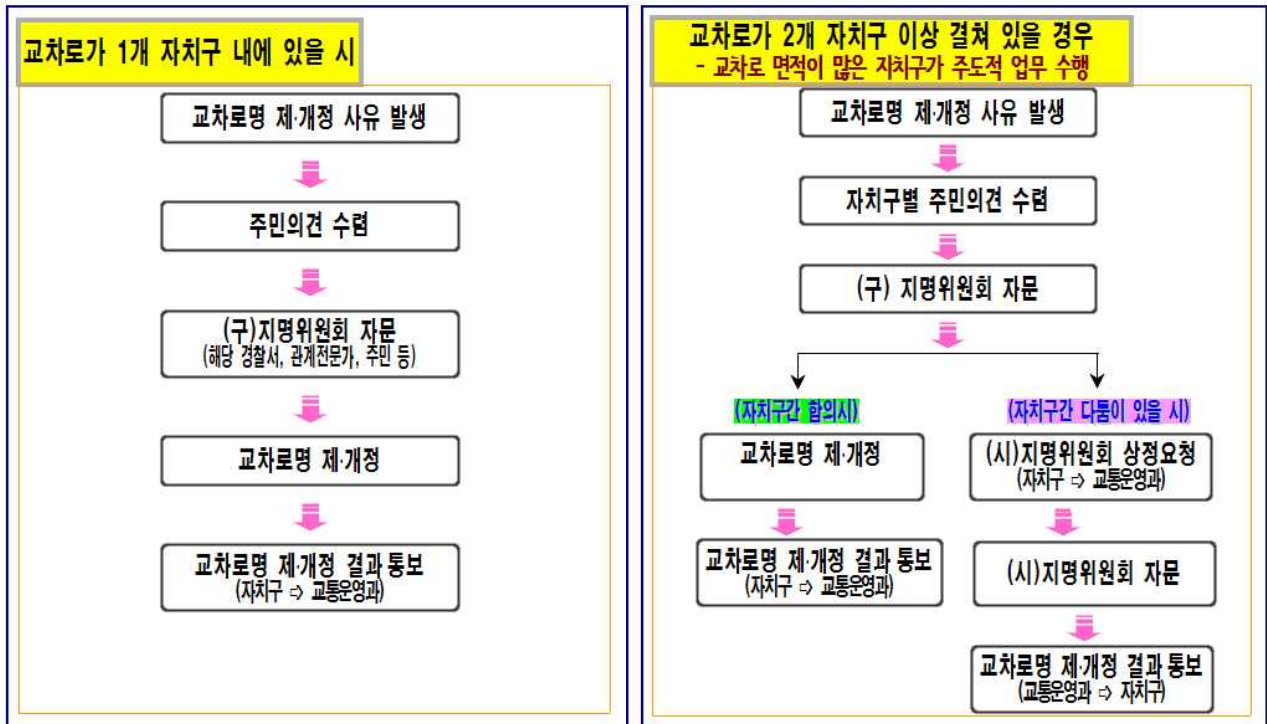 교차로가 1개 자치구 내에 있을 시
교차로명 제·개정 사유 발생
주민의견 수렴
(구)지명위원회 자문
(해당 경찰서, 관계전문가, 주민 등)
교차로명 제·개정
교차로명 제·개정 결과 통보
(자치구 ⇨ 교통운영과)
교차로가 2개 자치구 이상 걸쳐 있을 경우
- 교차로 면적이 많은 자치구가 주도적 업무 수행
교차로명 제·개정 사유 발생
자치구별 주민의견 수렴
(구) 지명위원회 자문
(자치구간 합의시)
교차로명 제·개정
교차로명 제·개정 결과 통보
(자치구 ⇨ 교통운영과)
(자치구간 다툼이 있을 시)
(시)지명위원회 상정요청
(자치구 ⇨ 교통운영과)
(시)지명위원회 자문
교차로명 제·개정 결과 통보
(교통운영과 ⇨ 자치구)